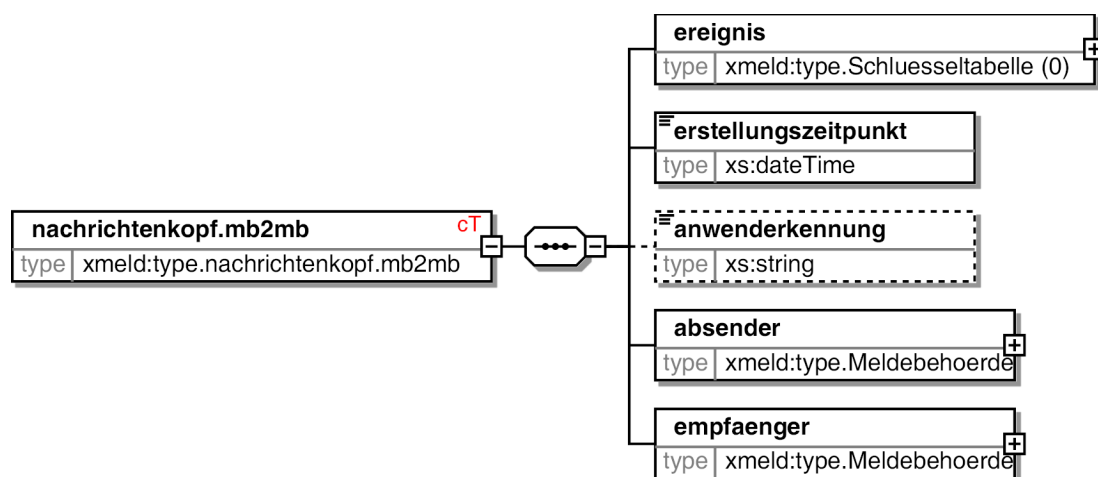 ereignis
type xmeld:type.Schluesseltabelle (0)
erstellungszeitpunkt
type xs:dateTime
nachrichtenkopf.mb2mb cT
type xmeld:type.nachrichtenkopf.mb2mb
anwenderkennung
type xs:string
absender
type xmeld:type.Meldebehoerde
empfaenger
type xmeld:type.Meldebehoerde